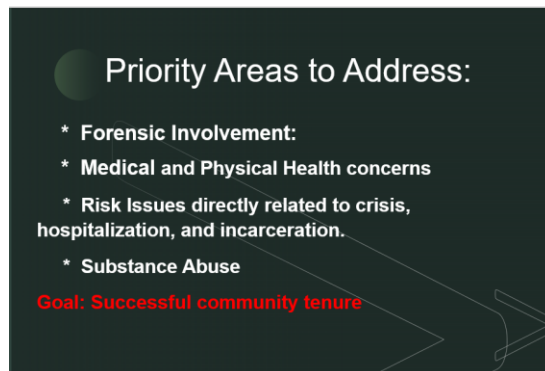 Priority Areas to Address:
* Forensic Involvement:
* Medical and Physical Health concerns
* Risk Issues directly related to crisis,
hospitalization, and incarceration.
* Substance Abuse
Goal: Successful community tenure